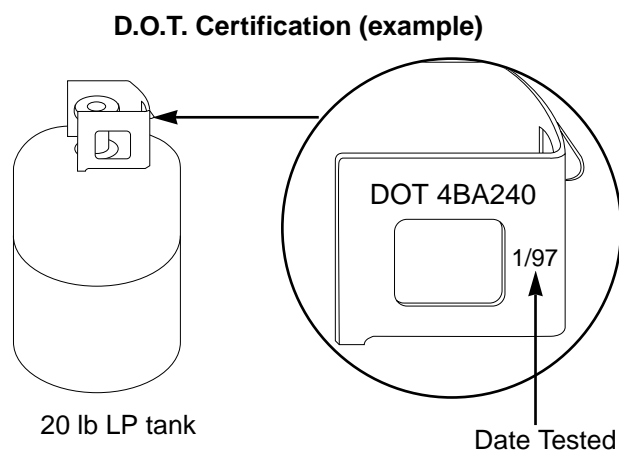 D.O.T. Certification (example)
DOT 4BA240
1/97
20 lb LP tank
Date Tested